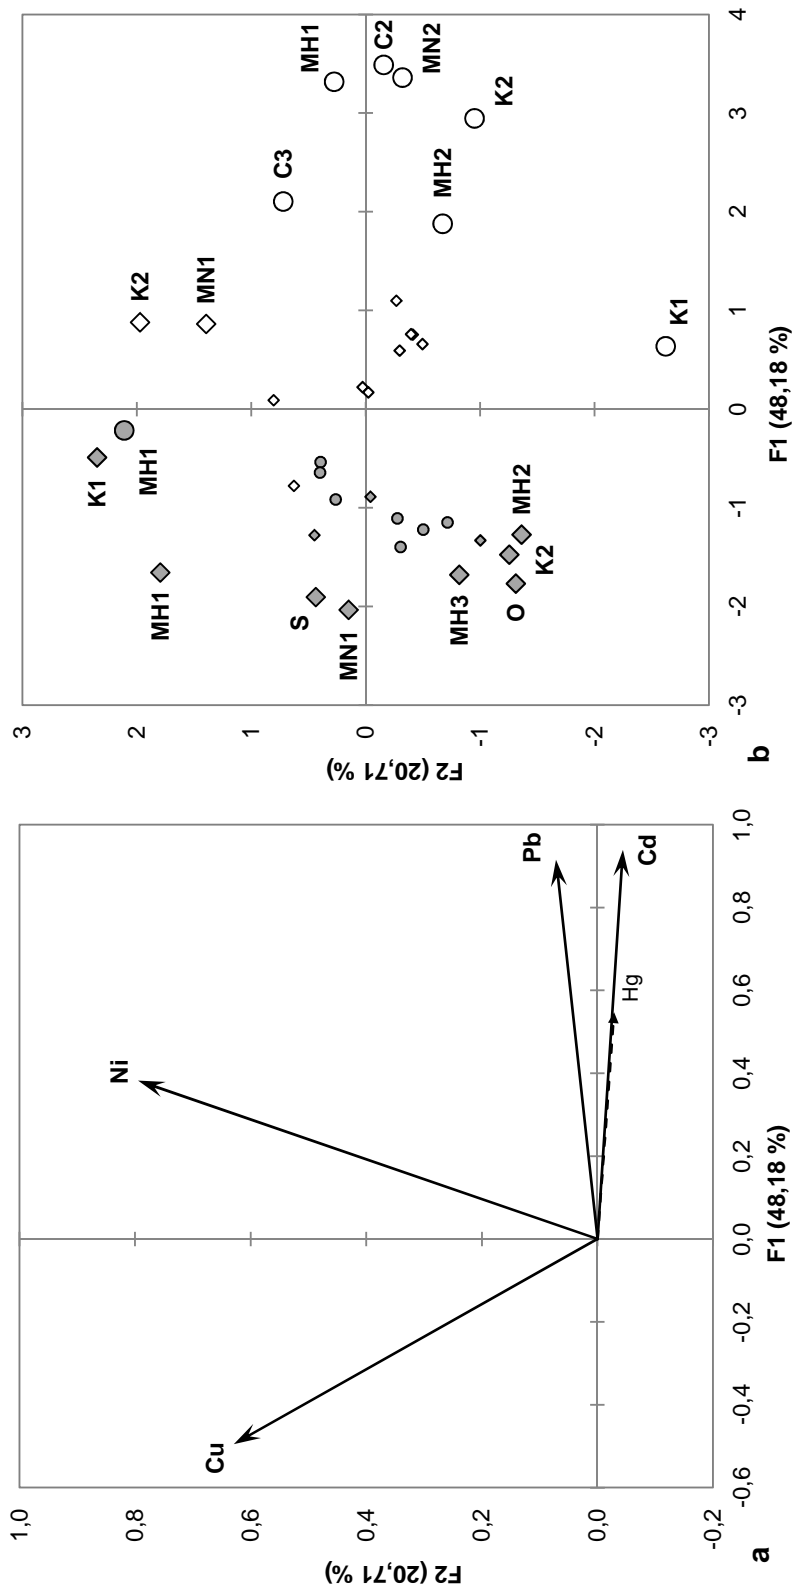 1,0
0,8
0,6
0,4
0,2
0,0
-0,2
F2 (20,71 %)
-0,6
-0,4
-0,2
0,0
0,2
0,4
0,6
0,8
1,0
F1 (48,18 %)
Cu
Ni
Pb
Hg
Cd
a
3
2
1
0
-1
-2
-3
F2 (20,71 %)
-3
-2
-1
0
1
2
3
4
F1 (48,18 %)
K1
MH1
MH1
K2
MN1
C3
MH1
S
MN1
C2
MN2
MH3
O
K2
MH2
MH2
K2
K1
b